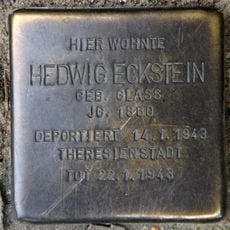 HIER WOHNTE
HEDWIG ECKSTEIN
GEB. GLASS
JG. 1860
DEPORTIERT 14.1.1943
THERESIENSTADT
TOT 22.1.1943